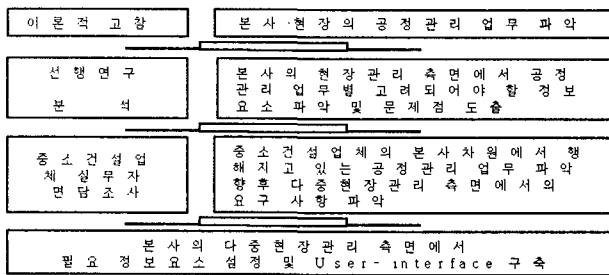 이론적고찰
본사·현장의 공정관리 업무 파악
선행연구
분 석
본사의 현장관리 측면에서 공정
관리 업무별 고려되어야 할 정보
요소 파악 및 문제점 도출
중소건설업
체 실무자
면담조사
중소건설업체의 본사차원에서 행
해지고 있는 공정관리 업무 파악
향후 다중현장관리 측면에서의
요구 사항 파악
본사의 다중현장관리 측면에서
필요정보요소 설정 및 User-interface 구축